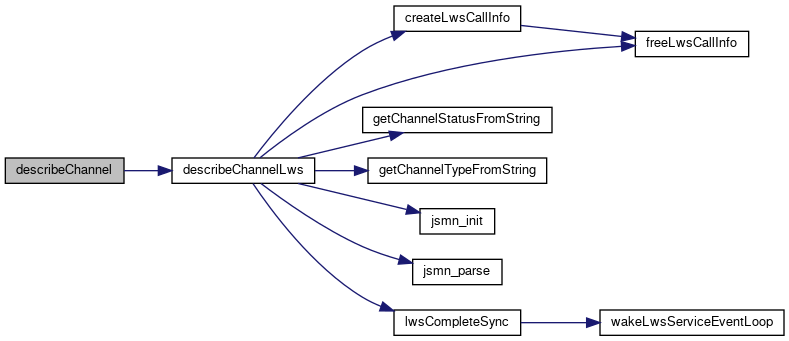 createLwsCallInfo
freeLwsCallInfo
getChannelStatusFromString
describeChannel
describeChannelLws
getChannelTypeFromString
jsmn_init
jsmn_parse
lwsCompleteSync
wakeLwsServiceEventLoop